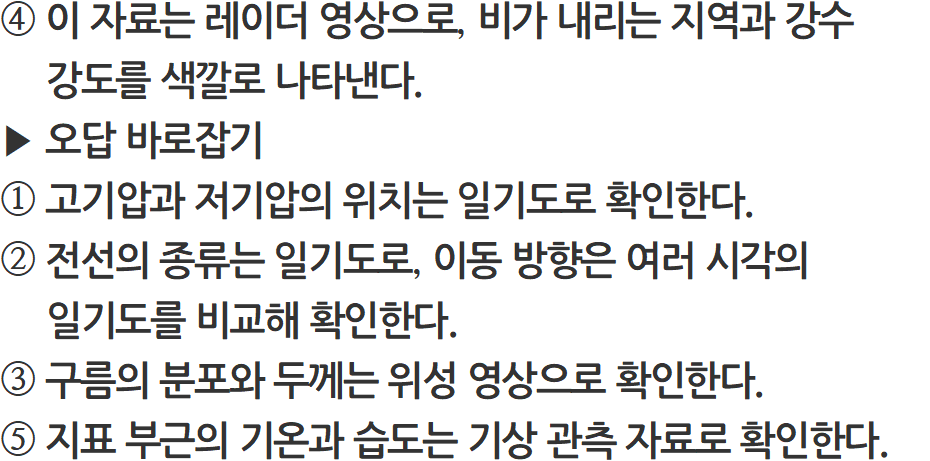 ④ 이 자료는 레이더 영상으로, 비가 내리는 지역과 강수
강도를 색깔로 나타낸다.
▶ 오답 바로잡기
① 고기압과 저기압의 위치는 일기도로 확인한다.
② 전선의 종류는 일기도로, 이동 방향은 여러 시각의
일기도를 비교해 확인한다.
③ 구름의 분포와 두께는 위성 영상으로 확인한다.
⑤ 지표 부근의 기온과 습도는 기상 관측 자료로 확인한다.